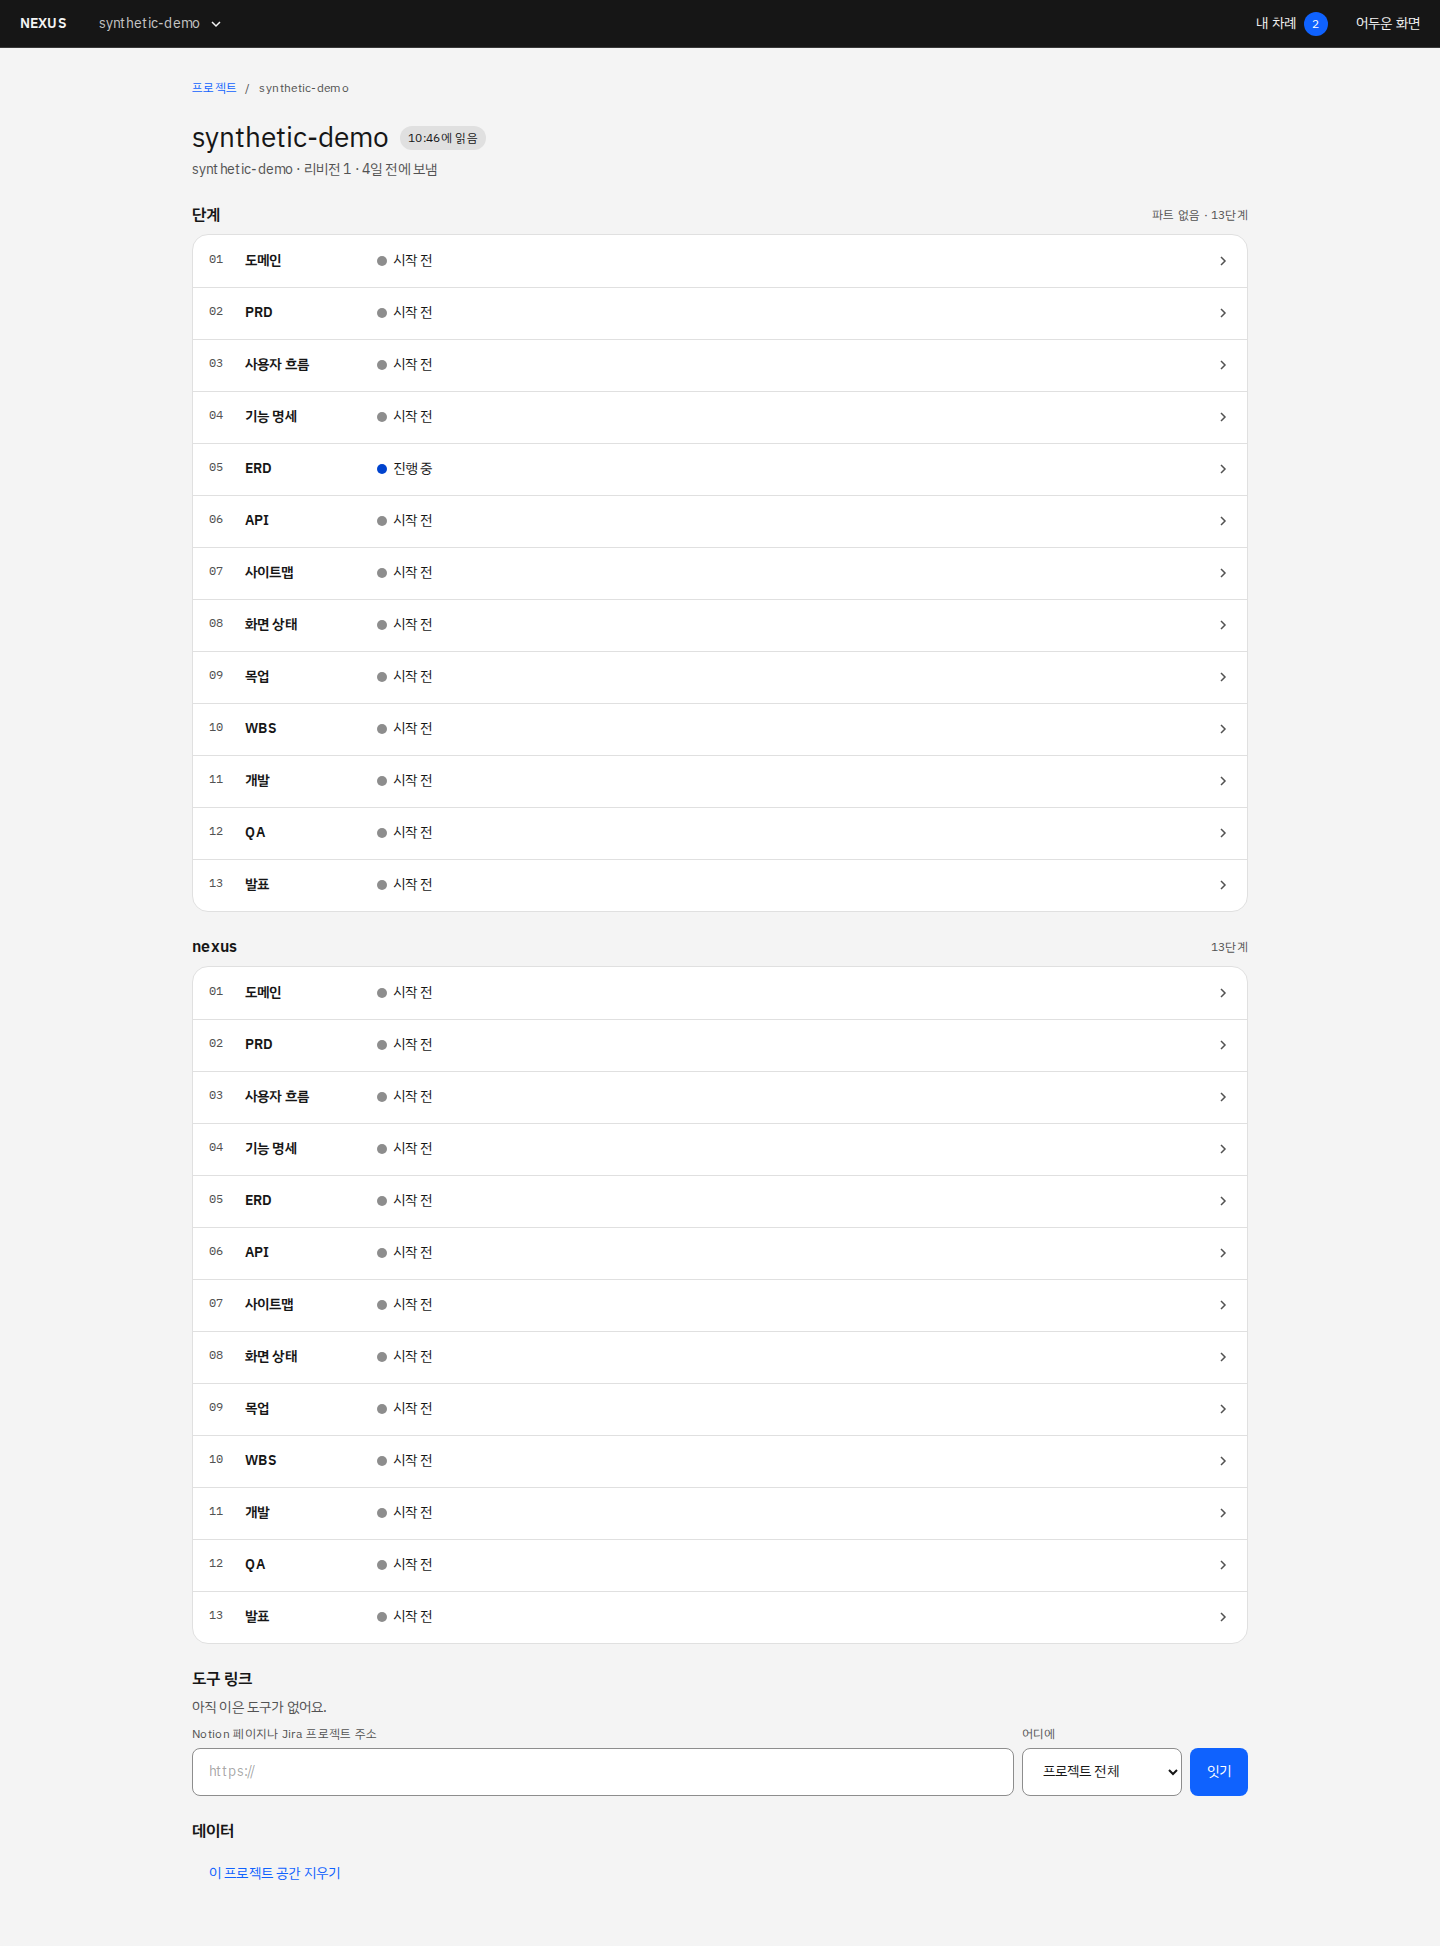 NEXUS synthetic-demo 내 차례 2 어두운 화면
프로젝트 / synthetic-demo
synthetic-demo 10:46에 읽음
synthetic-demo · 리비전 1 · 4일 전에 보냄
단계 파트 없음 · 13단계
01 도메인 시작 전
02 PRD 시작 전
03 사용자 흐름 시작 전
04 기능 명세 시작 전
05 ERD 진행 중
06 API 시작 전
07 사이트맵 시작 전
08 화면 상태 시작 전
09 목업 시작 전
10 WBS 시작 전
11 개발 시작 전
12 QA 시작 전
13 발표 시작 전
nexus 13단계
01 도메인 시작 전
02 PRD 시작 전
03 사용자 흐름 시작 전
04 기능 명세 시작 전
05 ERD 시작 전
06 API 시작 전
07 사이트맵 시작 전
08 화면 상태 시작 전
09 목업 시작 전
10 WBS 시작 전
11 개발 시작 전
12 QA 시작 전
13 발표 시작 전
도구 링크
아직 이은 도구가 없어요.
Notion 페이지나 Jira 프로젝트 주소 어디에
https:// 프로젝트 전체 잇기
데이터
이 프로젝트 공간 지우기